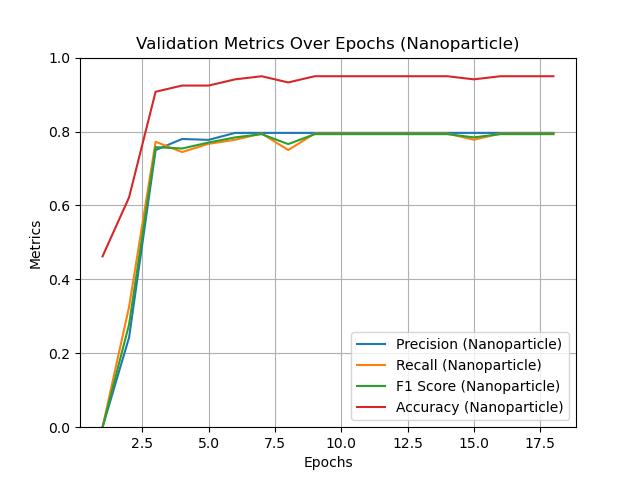 Validation Metrics Over Epochs (Nanoparticle)
1.0
0.8
0.6
0.4
0.2
0.0
Metrics
2.5 5.0 7.5 10.0 12.5 15.0 17.5
Epochs
Precision (Nanoparticle)
Recall (Nanoparticle)
F1 Score (Nanoparticle)
Accuracy (Nanoparticle)